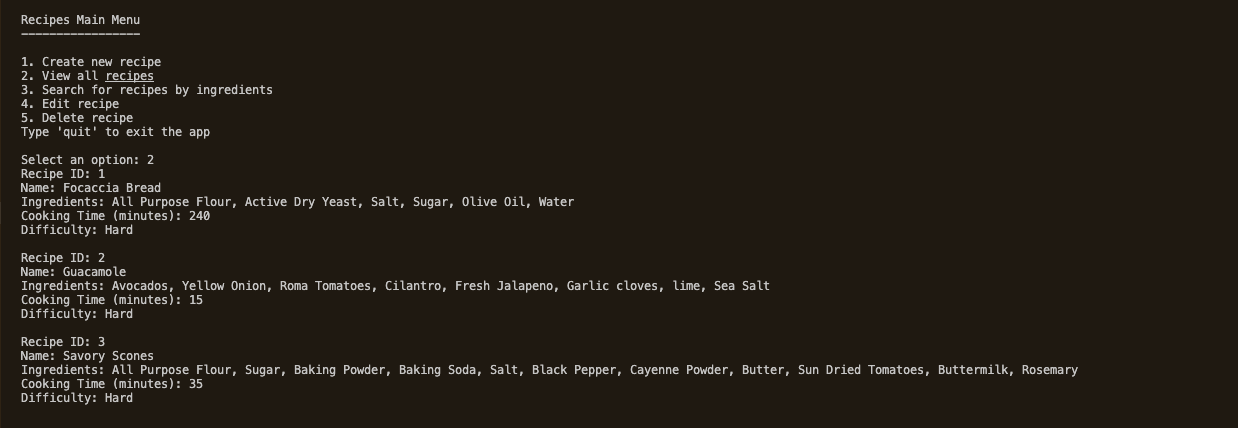 Recipes Main Menu
-----------------
1. Create new recipe
2. View all recipes
3. Search for recipes by ingredients
4. Edit recipe
5. Delete recipe
Type 'quit' to exit the app
Select an option: 2
Recipe ID: 1
Name: Focaccia Bread
Ingredients: All Purpose Flour, Active Dry Yeast, Salt, Sugar, Olive Oil, Water
Cooking Time (minutes): 240
Difficulty: Hard
Recipe ID: 2
Name: Guacamole
Ingredients: Avocados, Yellow Onion, Roma Tomatoes, Cilantro, Fresh Jalapeno, Garlic cloves, lime, Sea Salt
Cooking Time (minutes): 15
Difficulty: Hard
Recipe ID: 3
Name: Savory Scones
Ingredients: All Purpose Flour, Sugar, Baking Powder, Baking Soda, Salt, Black Pepper, Cayenne Powder, Butter, Sun Dried Tomatoes, Buttermilk, Rosemary
Cooking Time (minutes): 35
Difficulty: Hard